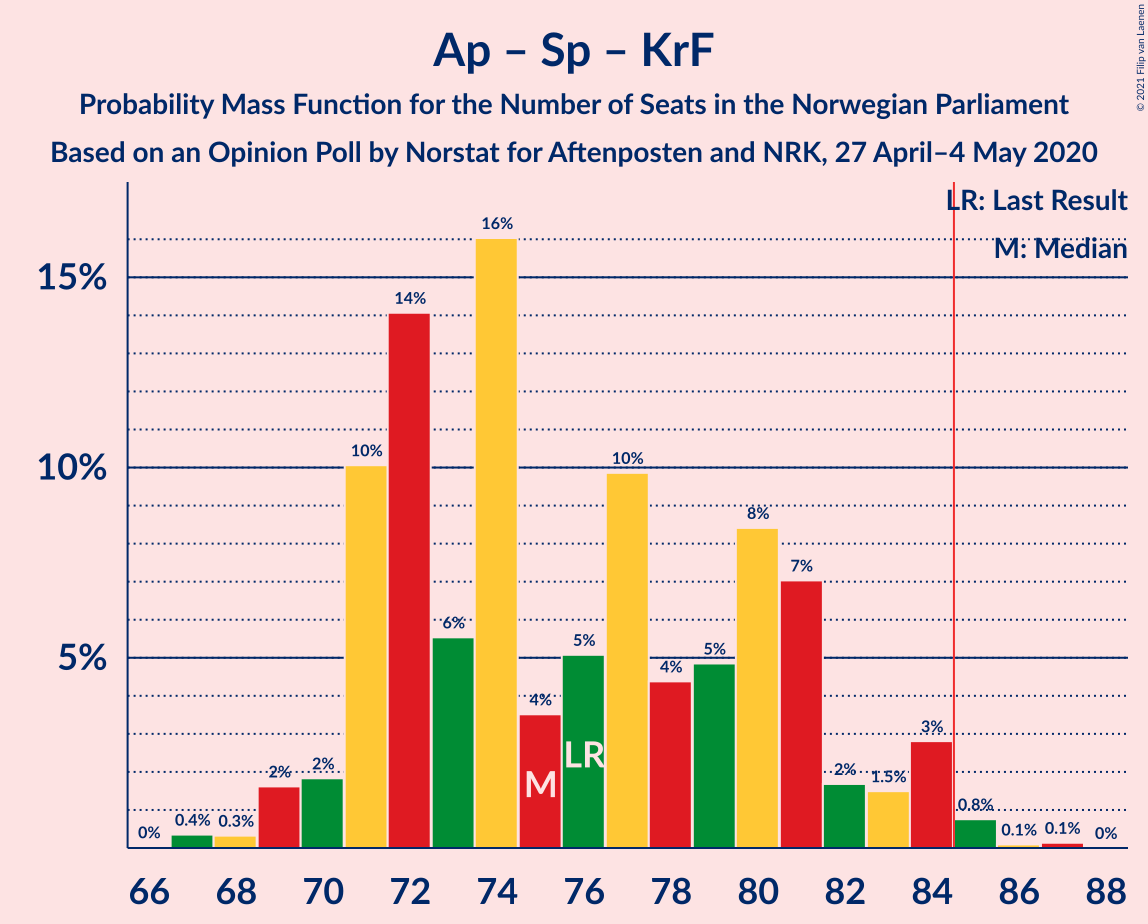 Ap – Sp – KrF
Probability Mass Function for the Number of Seats in the Norwegian Parliament
Based on an Opinion Poll by Norstat for Aftenposten and NRK, 27 April–4 May 2020
© 2021 Filip van Laenen
LR: Last Result
M: Median
15%
10%
5%
0% 0.4% 0.3% 2% 2% 10% 14% 6% 16% 4% 5% 10% 4% 5% 8% 7% 2% 1.5% 3% 0.8% 0.1% 0.1% 0%
M LR
66 68 70 72 74 76 78 80 82 84 86 88